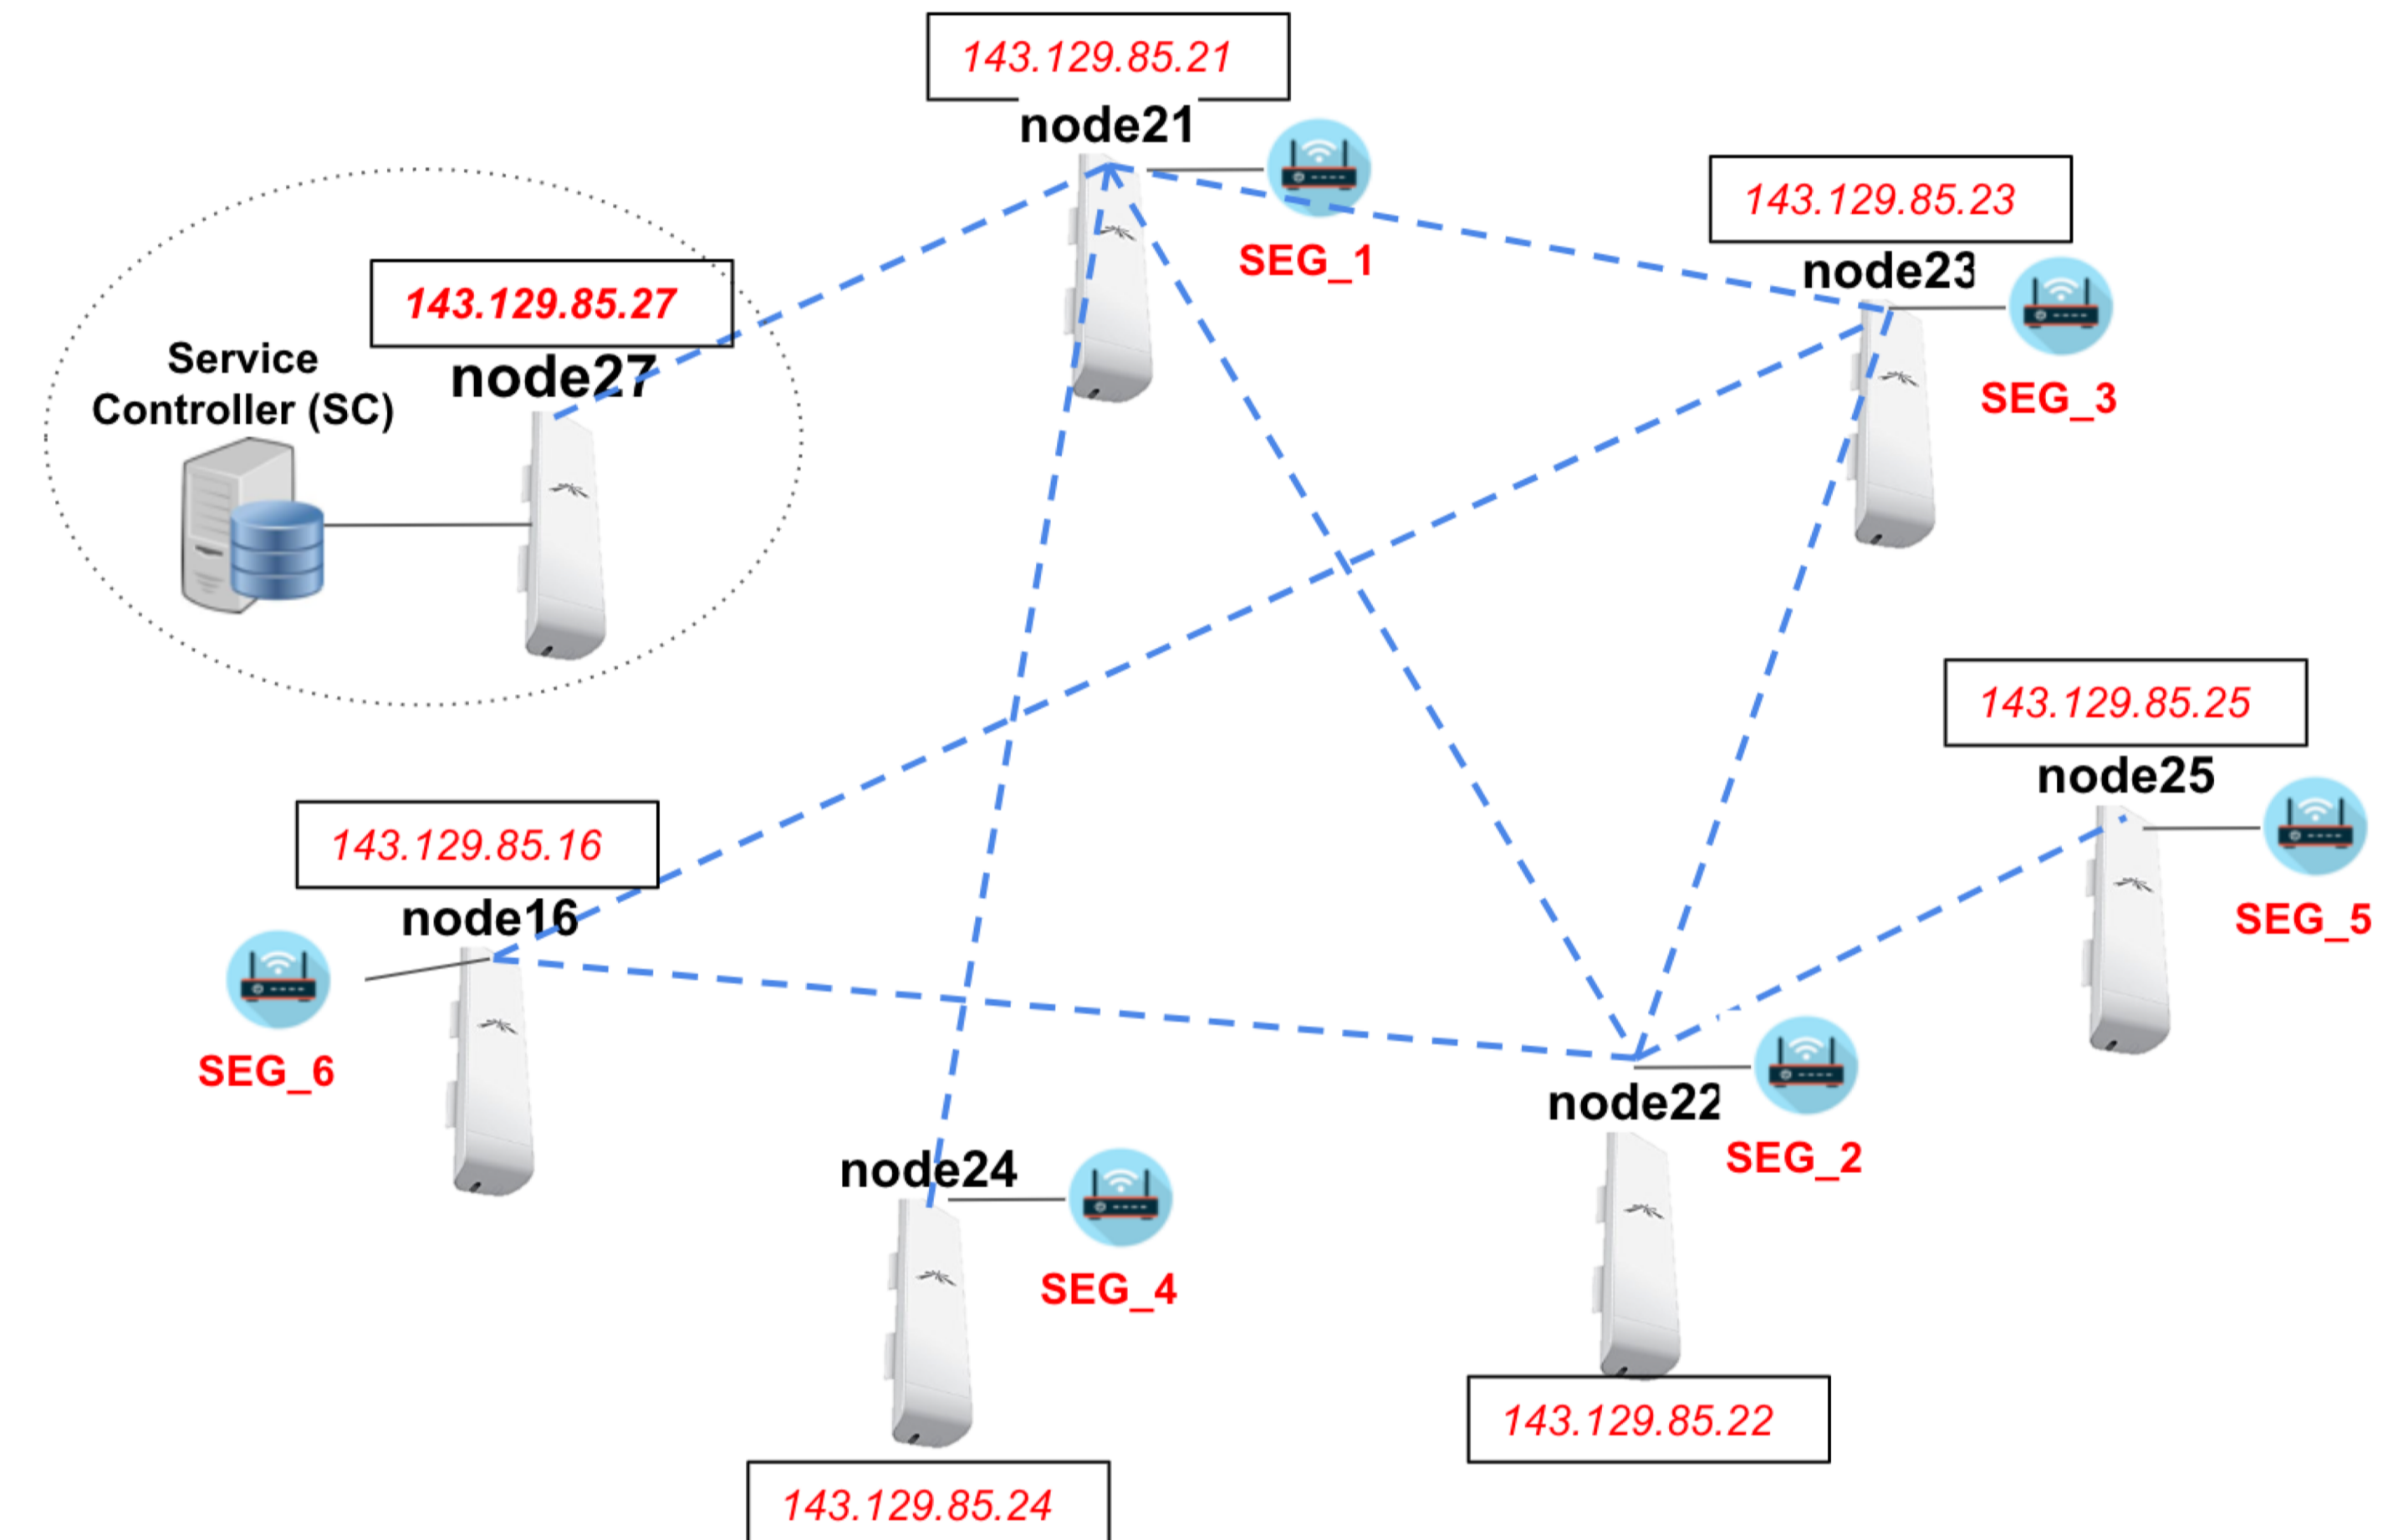 143.129.85.21
node21
SEG_1
143.129.85.23
node23
SEG_3
143.129.85.27
node27
Service
Controller (SC)
143.129.85.25
node25
SEG_5
143.129.85.16
node16
SEG_6
node22
SEG_2
143.129.85.22
node24
SEG_4
143.129.85.24